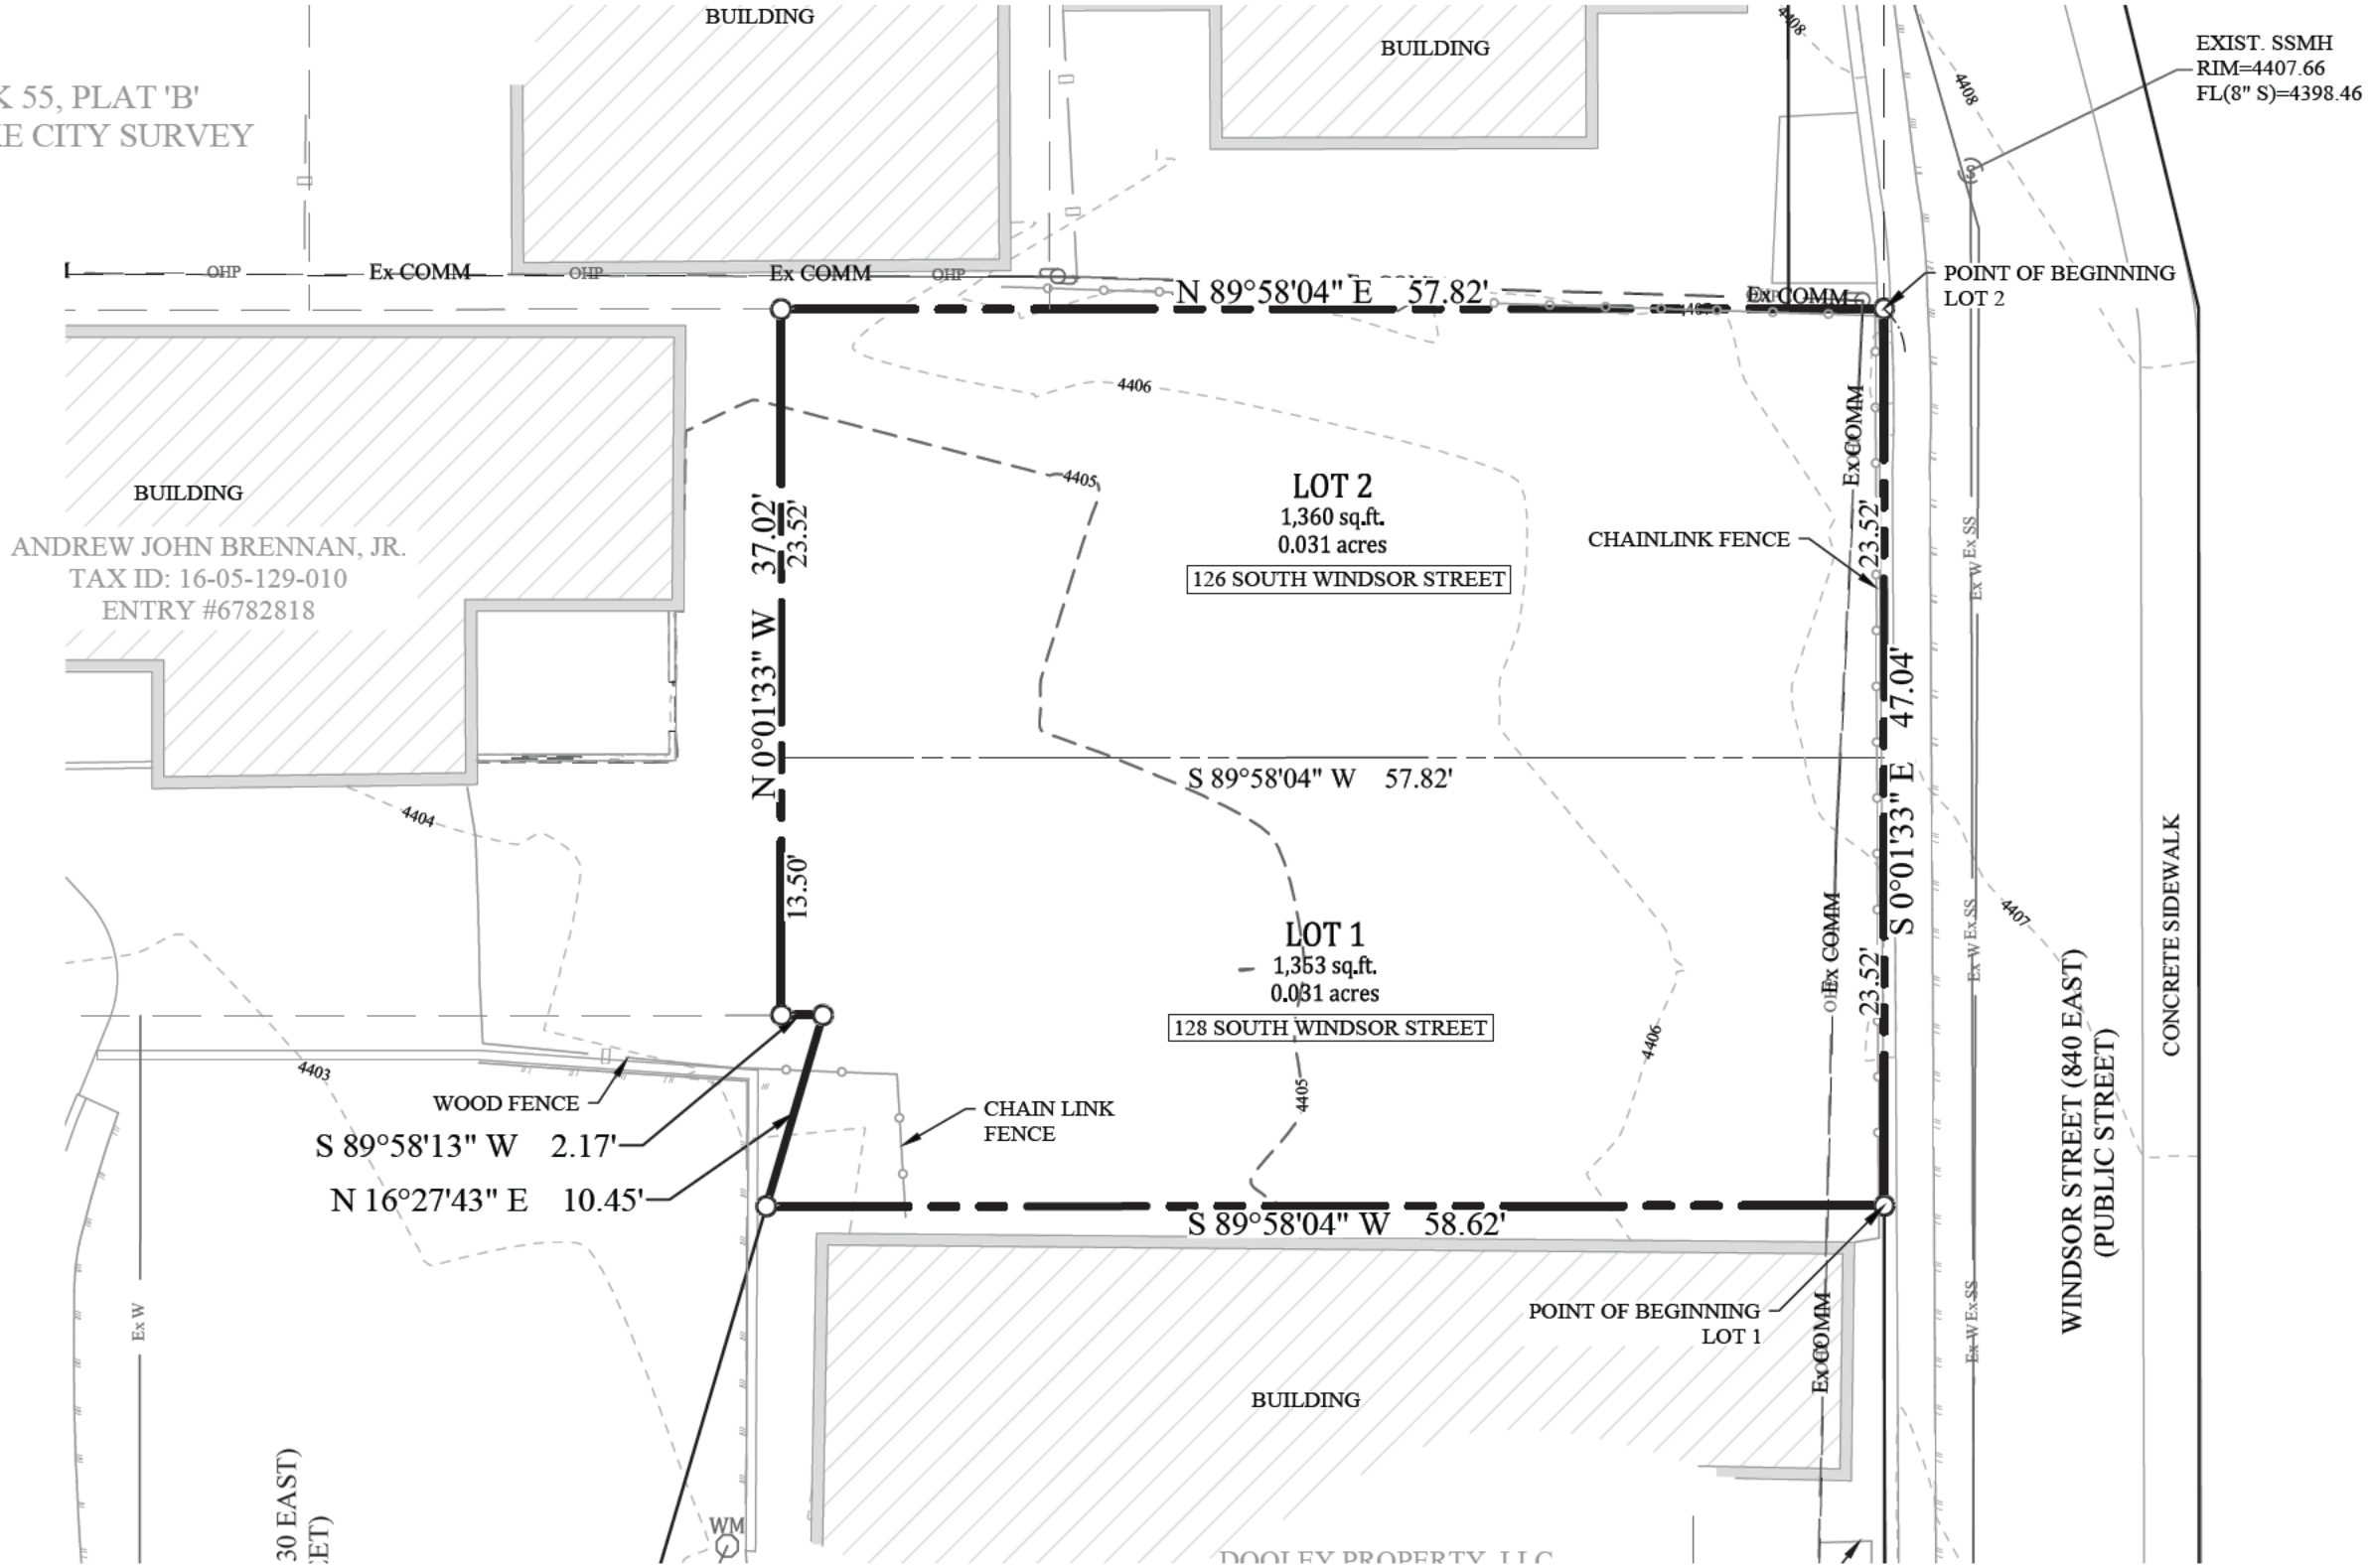 BUILDING
BUILDING
EXIST. SSMH
RIM=4407.66
FL(8" S)=4398.46
4408
4408
K 55, PLAT 'B'
E CITY SURVEY
OHP
Ex COMM
OHP
Ex COMM
OHP
N 89°58'04" E 57.82'
Ex COMM
POINT OF BEGINNING
LOT 2
4406
4405
Ex COMM
BUILDING
ANDREW JOHN BRENNAN, JR.
TAX ID: 16-05-129-010
ENTRY #6782818
N 0°01'33" W 37.02'
23.52'
LOT 2
1,360 sq.ft.
0.031 acres
126 SOUTH WINDSOR STREET
CHAINLINK FENCE
23.52'
Ex W Ex SS
S 0°01'33" E 47.04'
S 89°58'04" W 57.82'
4404
13.50'
LOT 1
1,353 sq.ft.
0.031 acres
128 SOUTH WINDSOR STREET
Ex COMM
23.52'
Ex W Ex SS
4407
CONCRETE SIDEWALK
WINDSOR STREET (840 EAST)
(PUBLIC STREET)
4403
4406
4405
WOOD FENCE
CHAIN LINK
FENCE
S 89°58'13" W 2.17'
N 16°27'43" E 10.45'
S 89°58'04" W 58.62'
POINT OF BEGINNING
LOT 1
Ex COMM
Ex W Ex SS
Ex W
BUILDING
30 EAST)
EET)
WM
DOOLEY PROPERTY, LLC